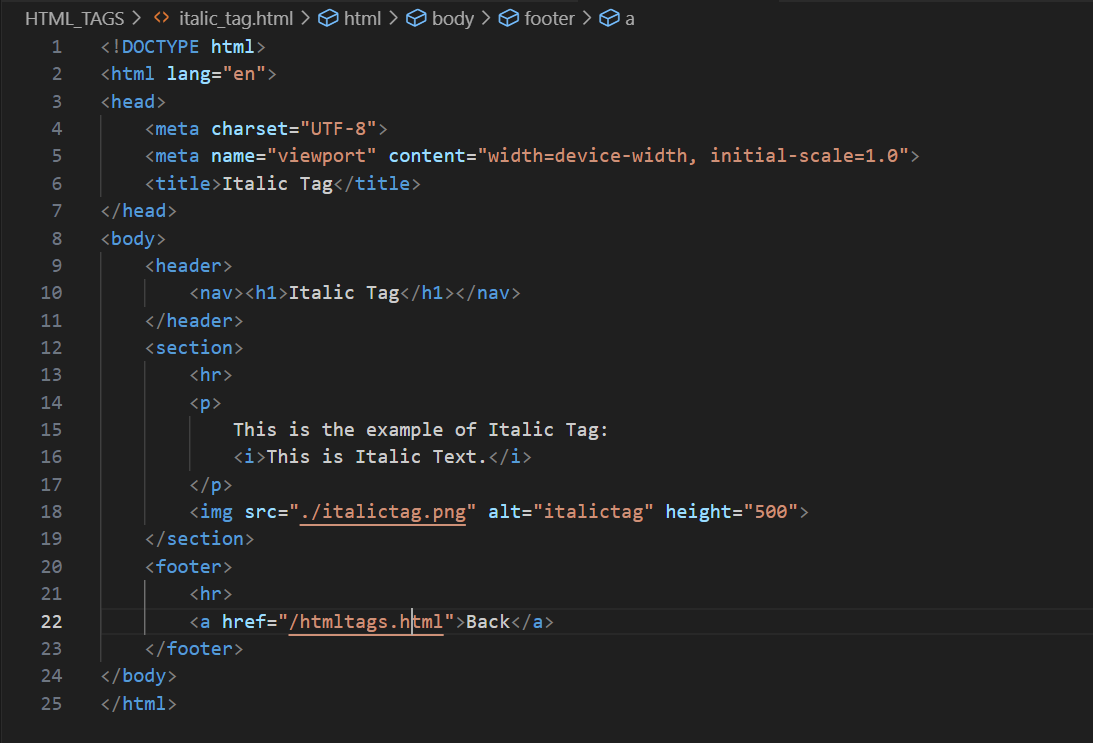 HTML_TAGS > <> italic_tag.html > html > body > footer > a
1 <!DOCTYPE html>
2 <html lang="en">
3 <head>
4     <meta charset="UTF-8">
5     <meta name="viewport" content="width=device-width, initial-scale=1.0">
6     <title>Italic Tag</title>
7 </head>
8 <body>
9     <header>
10         <nav><h1>Italic Tag</h1></nav>
11     </header>
12     <section>
13         <hr>
14         <p>
15             This is the example of Italic Tag:
16             <i>This is Italic Text.</i>
17         </p>
18         <img src="./italictag.png" alt="italictag" height="500">
19     </section>
20     <footer>
21         <hr>
22         <a href="/htmltags.html">Back</a>
23     </footer>
24 </body>
25 </html>